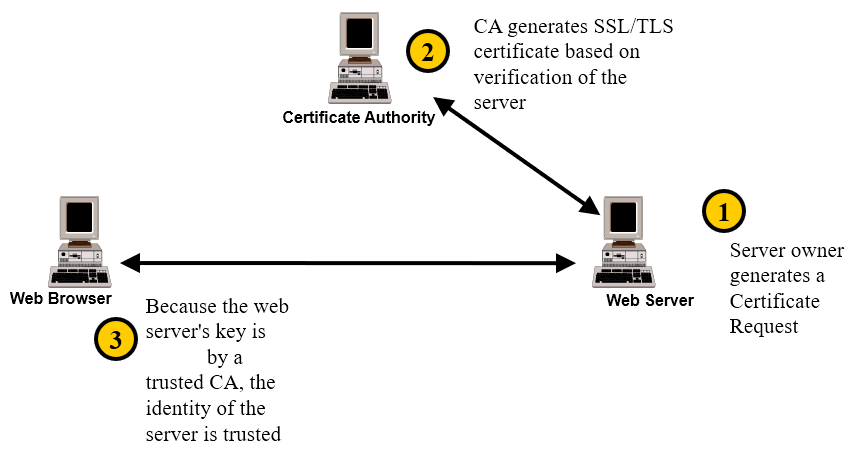 2
CA generates SSL/TLS
certificate based on
verification of the
server
Certificate Authority
1
Server owner
generates a
Certificate
Request
Web Browser
Web Server
3
Because the web
server's key is
by a
trusted CA, the
identity of the
server is trusted